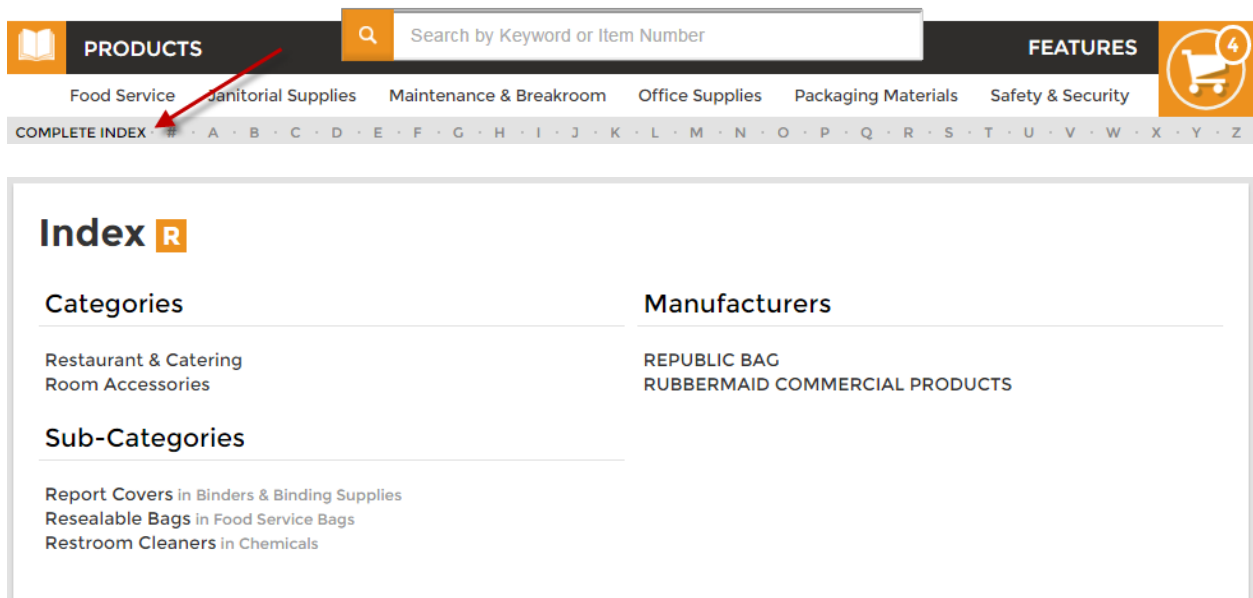 PRODUCTS
Search by Keyword or Item Number
FEATURES
4
Food Service Janitorial Supplies Maintenance & Breakroom Office Supplies Packaging Materials Safety & Security
COMPLETE INDEX · # · A · B · C · D · E · F · G · H · I · J · K · L · M · N · O · P · Q · R · S · T · U · V · W · X · Y · Z
Index R
Categories
Restaurant & Catering
Room Accessories
Sub-Categories
Report Covers in Binders & Binding Supplies
Resealable Bags in Food Service Bags
Restroom Cleaners in Chemicals
Manufacturers
REPUBLIC BAG
RUBBERMAID COMMERCIAL PRODUCTS